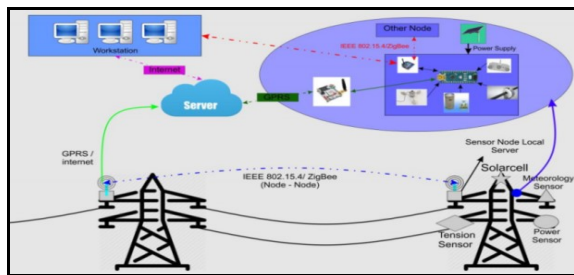 Other Node
IEEE 802.15.4/ZigBee
Power Supply
Workstation
Internet
Server
GPRS
GPRS /
internet
IEEE 802.15.4/ ZigBee
(Node - Node)
Sensor Node Local
Server
Solarcell
Meteorology
Sensor
Tension
Sensor
Power
Sensor